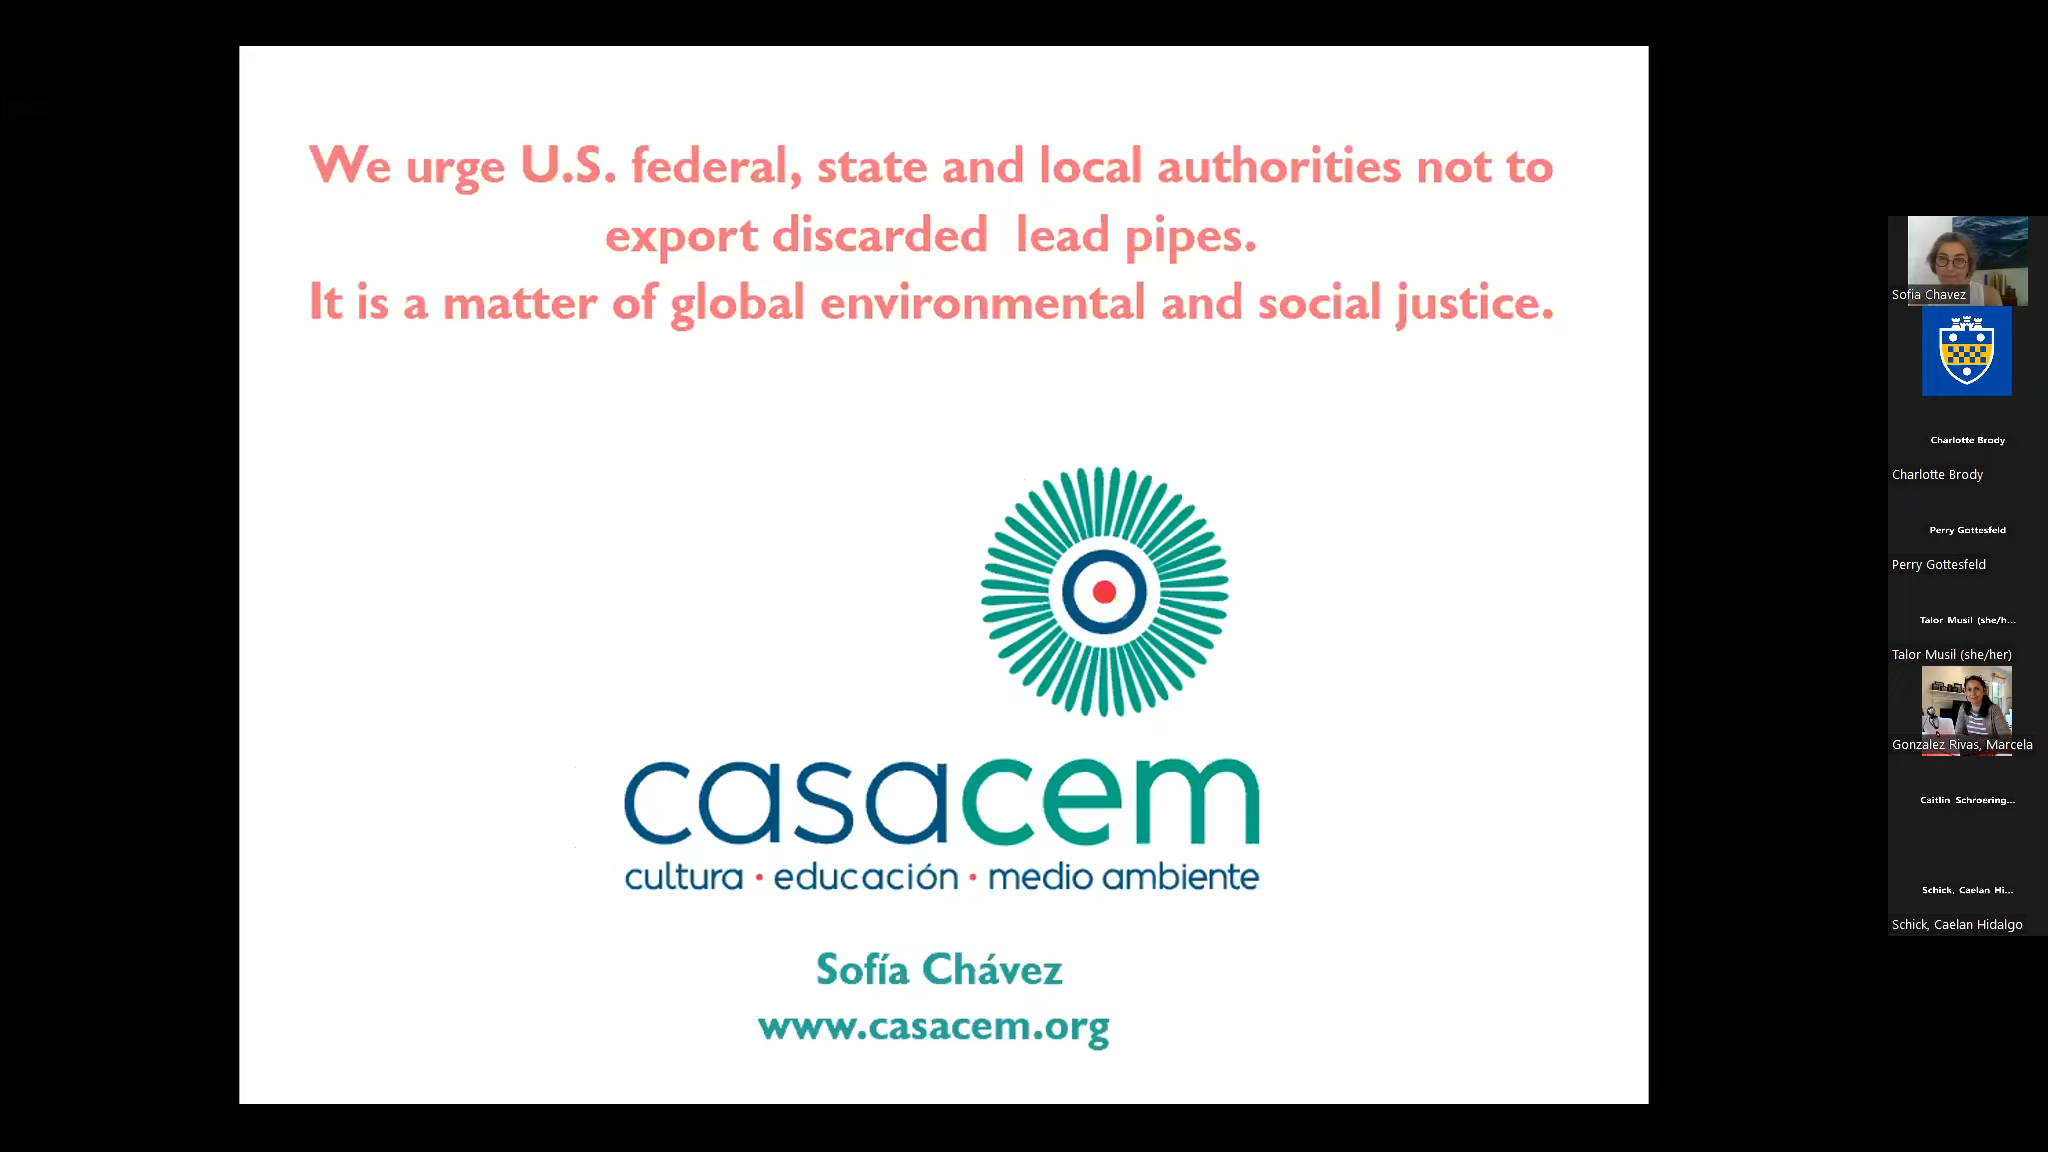 We urge U.S. federal, state and local authorities not to
export discarded lead pipes.
It is a matter of global environmental and social justice.
casacem
cultura · educación · medio ambiente
Sofía Chávez
www.casacem.org
Sofia Chavez
Charlotte Brody
Charlotte Brody
Perry Gottesfeld
Perry Gottesfeld
Talor Musil (she/h...
Talor Musil (she/her)
Gonzalez Rivas, Marcela
Caitlin Schroering...
Schick, Caelan Hi...
Schick, Caelan Hidalgo